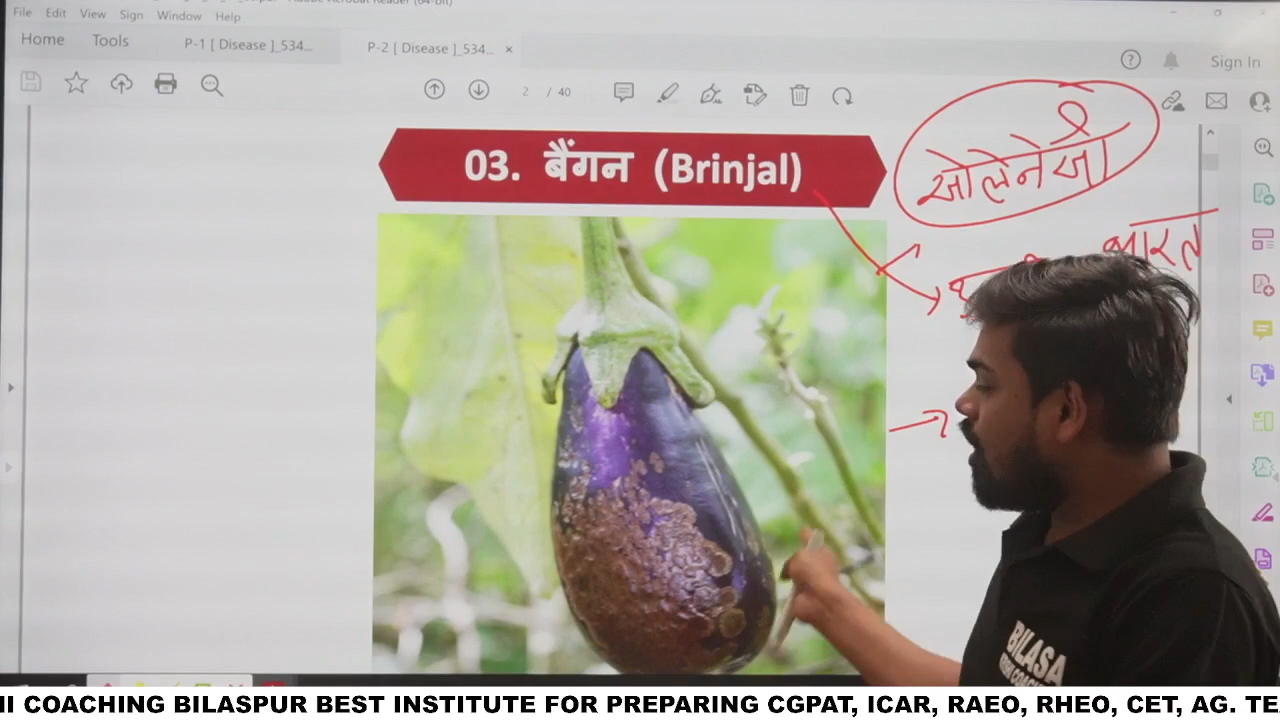 File Edit View Sign Window Help
Home Tools P-1 [ Disease ]_534... P-2 [ Disease ]_534... ×
Sign In
2 / 40
03. बैंगन (Brinjal)
सोलेनेसी
भारत
BILASA
HI COACHING BILASPUR BEST INSTITUTE FOR PREPARING CGPAT, ICAR, RAEO, RHEO, CET, AG. TE